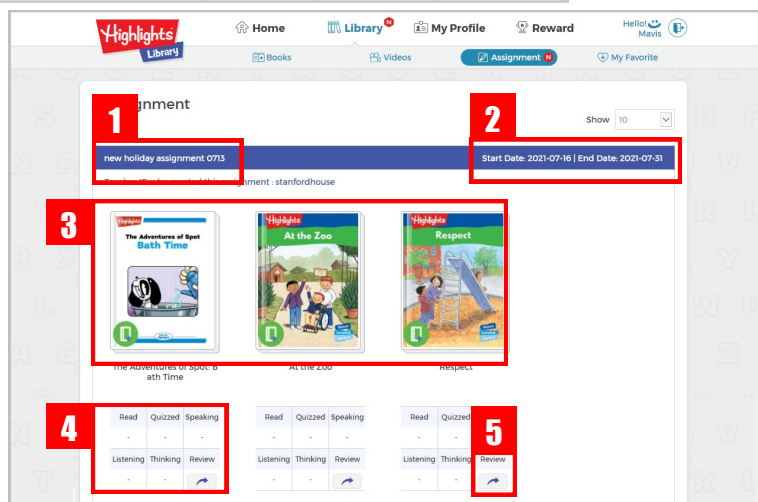 Highlights
Library
Home
Library N
My Profile
Reward
Hello!
Mavis
Books
Videos
Assignment N
My Favorite
1
nment
2
Show 10
new holiday assignment 0713
Start Date: 2021-07-16 | End Date: 2021-07-31
signment : stanfordhouse
3
Highlights
The Adventures of Spot
Bath Time
Highlights
At the Zoo
Highlights
Respect
The Adventures of Spot: B
ath Time
At the Zoo
Respect
4
5
Read Quizzed Speaking
- - -
Listening Thinking Review
- -
Read Quizzed Speaking
- - -
Listening Thinking Review
- -
Read Quizzed
- -
Listening Thinking Review
- -